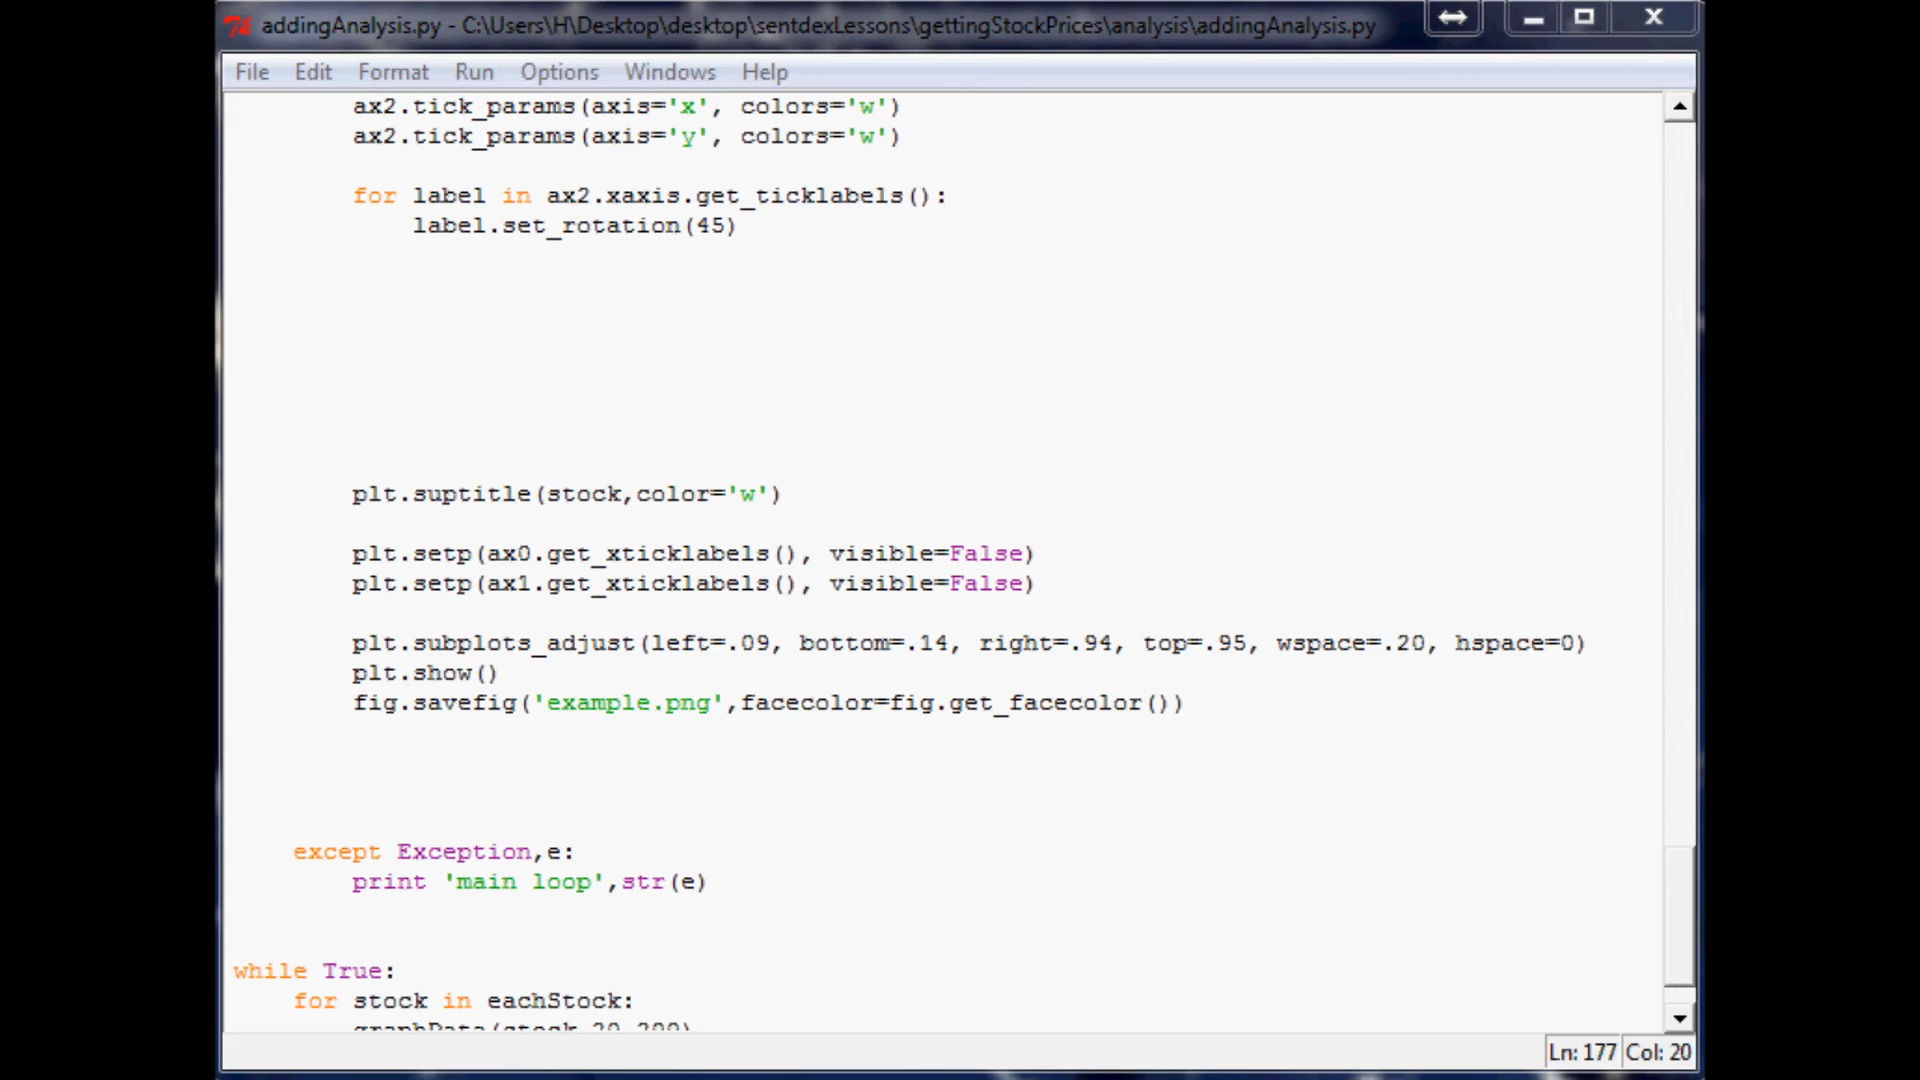 addingAnalysis.py - C:\Users\H\Desktop\desktop\sentdexLessons\gettingStockPrices\analysis\addingAnalysis.py
File Edit Format Run Options Windows Help
ax2.tick_params(axis='x', colors='w')
ax2.tick_params(axis='y', colors='w')
for label in ax2.xaxis.get_ticklabels():
label.set_rotation(45)
plt.suptitle(stock,color='w')
plt.setp(ax0.get_xticklabels(), visible=False)
plt.setp(ax1.get_xticklabels(), visible=False)
plt.subplots_adjust(left=.09, bottom=.14, right=.94, top=.95, wspace=.20, hspace=0)
plt.show()
fig.savefig('example.png',facecolor=fig.get_facecolor())
except Exception,e:
print 'main loop',str(e)
while True:
for stock in eachStock:
graphData(stock,20,200)
Ln: 177 Col: 20